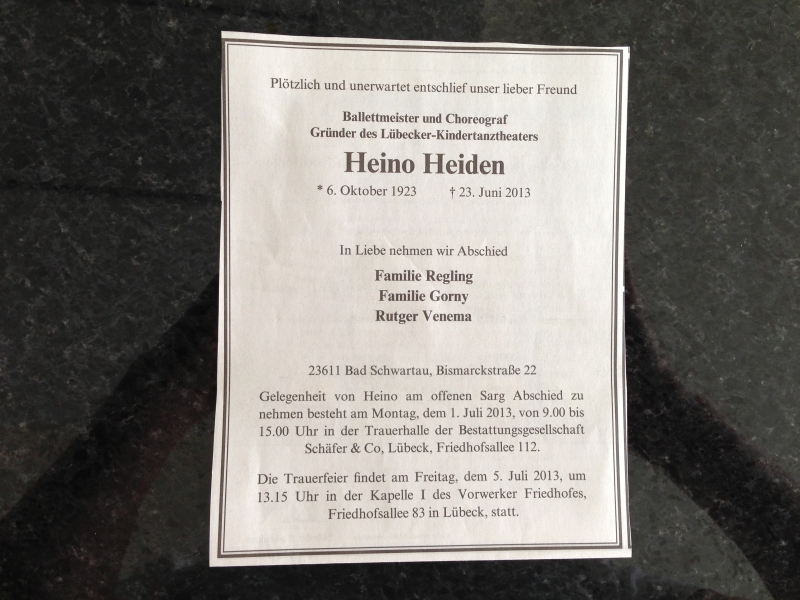 Plötzlich und unerwartet entschlief unser lieber Freund
Ballettmeister und Choreograf
Gründer des Lübecker-Kindertanztheaters
Heino Heiden
* 6. Oktober 1923 † 23. Juni 2013
In Liebe nehmen wir Abschied
Familie Regling
Familie Gorny
Rutger Venema
23611 Bad Schwartau, Bismarckstraße 22
Gelegenheit von Heino am offenen Sarg Abschied zu
nehmen besteht am Montag, dem 1. Juli 2013, von 9.00 bis
15.00 Uhr in der Trauerhalle der Bestattungsgesellschaft
Schäfer & Co, Lübeck, Friedhofsallee 112.
Die Trauerfeier findet am Freitag, dem 5. Juli 2013, um
13.15 Uhr in der Kapelle I des Vorwerker Friedhofes,
Friedhofsallee 83 in Lübeck, statt.